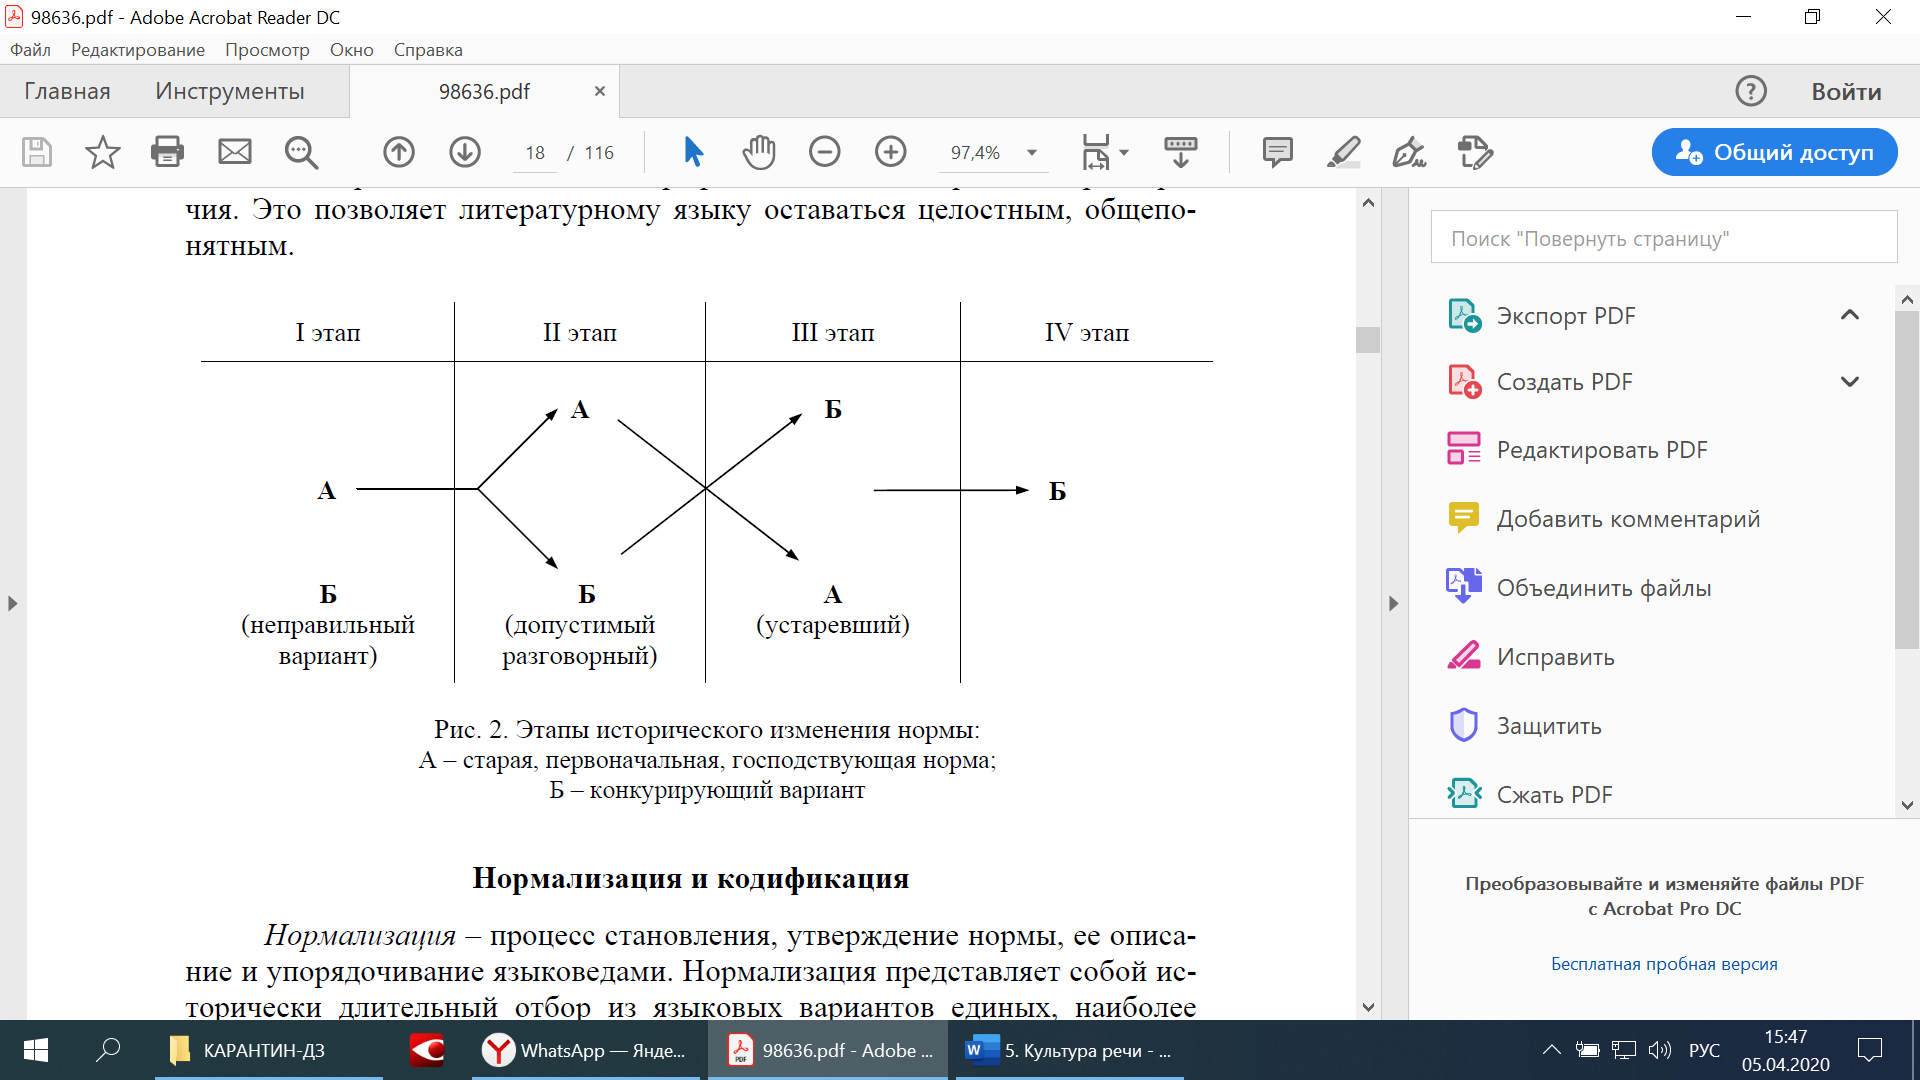 98636.pdf - Adobe Acrobat Reader DC
Файл Редактирование Просмотр Окно Справка
Главная Инструменты 98636.pdf × ? Войти
18 / 116 97,4% Общий доступ
чия. Это позволяет литературному языку оставаться целостным, общепо-
нятным.
I этап II этап III этап IV этап
А Б
А Б
Б Б А
(неправильный (допустимый (устаревший)
вариант) разговорный)
Рис. 2. Этапы исторического изменения нормы:
А – старая, первоначальная, господствующая норма;
Б – конкурирующий вариант
Нормализация и кодификация
Нормализация – процесс становления, утверждение нормы, ее описа-
ние и упорядочивание языковедами. Нормализация представляет собой ис-
торически длительный отбор из языковых вариантов единых, наиболее
Поиск "Повернуть страницу"
Экспорт PDF
Создать PDF
Редактировать PDF
Добавить комментарий
Объединить файлы
Исправить
Защитить
Сжать PDF
Преобразовывайте и изменяйте файлы PDF
с Acrobat Pro DC
Бесплатная пробная версия
КАРАНТИН-ДЗ WhatsApp — Янде... 98636.pdf - Adobe ... 5. Культура речи - ... РУС 15:47
05.04.2020